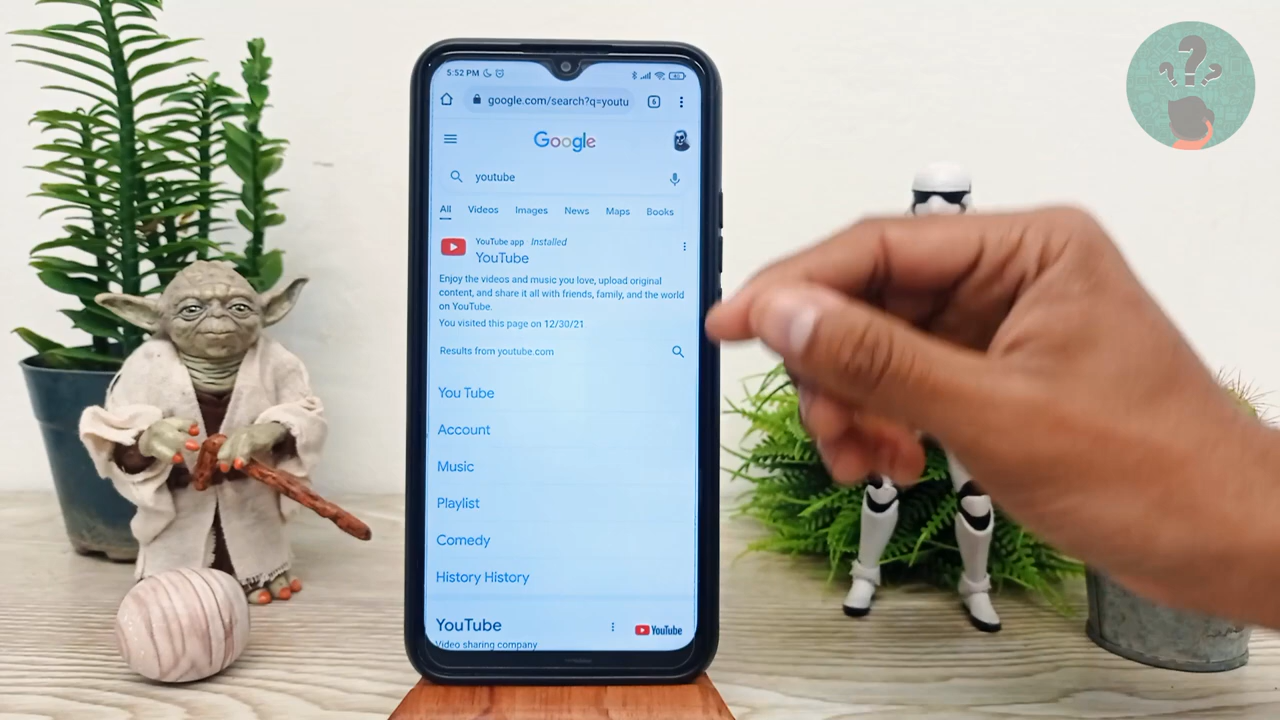 5:52 PM
google.com/search?q=youtu
6
Google
youtube
All Videos Images News Maps Books
YouTube app Installed
YouTube
Enjoy the videos and music you love, upload original
content, and share it all with friends, family, and the world
on YouTube.
You visited this page on 12/30/21
Results from youtube.com
You Tube
Account
Music
Playlist
Comedy
History History
YouTube
YouTube
Video sharing company
???